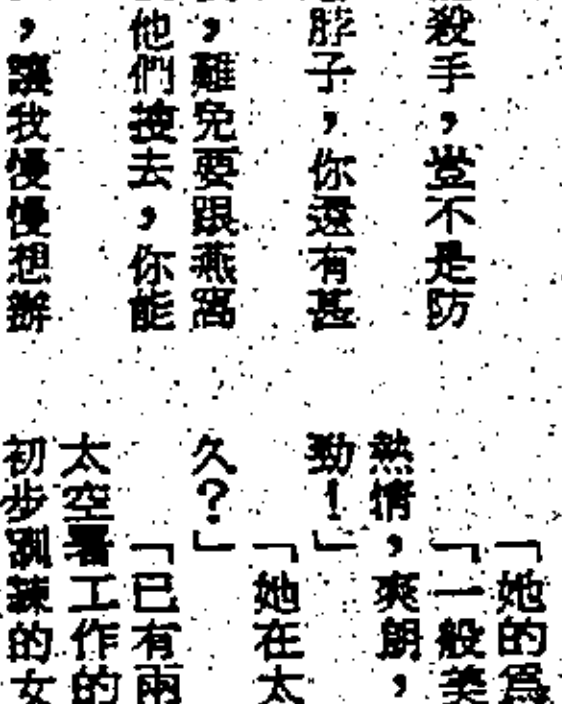 殺手，豈不是防
脖子，你還有甚
，難免要跟燕窩
他們搜去，你能
，讓我慢慢想辦
「她的為
「一般美
熱情，爽朗，
勁！」
「她在太
久？」
「已有兩
太空署工作的
初步訓練的女